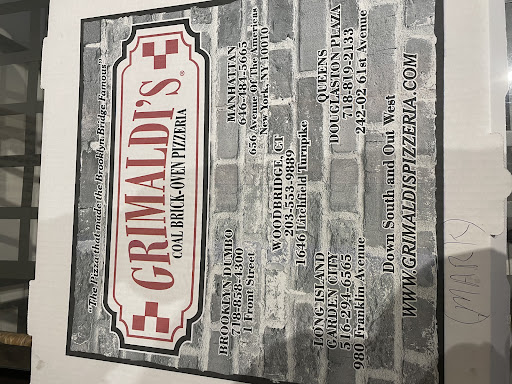 "The Pizza that made the Brooklyn Bridge Famous"
GRIMALDI'S®
COAL BRICK-OVEN PIZZERIA
BROOKLYN DUMBO
718-858-4300
1 Front Street
MANHATTAN
646-484-5665
656 Avenue Of The Americas
New York, NY 10010
WOODBRIDGE, CT
203-553-9889
1646 Litchfield Turnpike
LONG ISLAND
GARDEN CITY
516-294-6565
980 Franklin Avenue
QUEENS
DOUGLASTON PLAZA
718-819-2133
242-02 61st Avenue
Down South and Out West
WWW.GRIMALDISPIZZERIA.COM
(MARK)